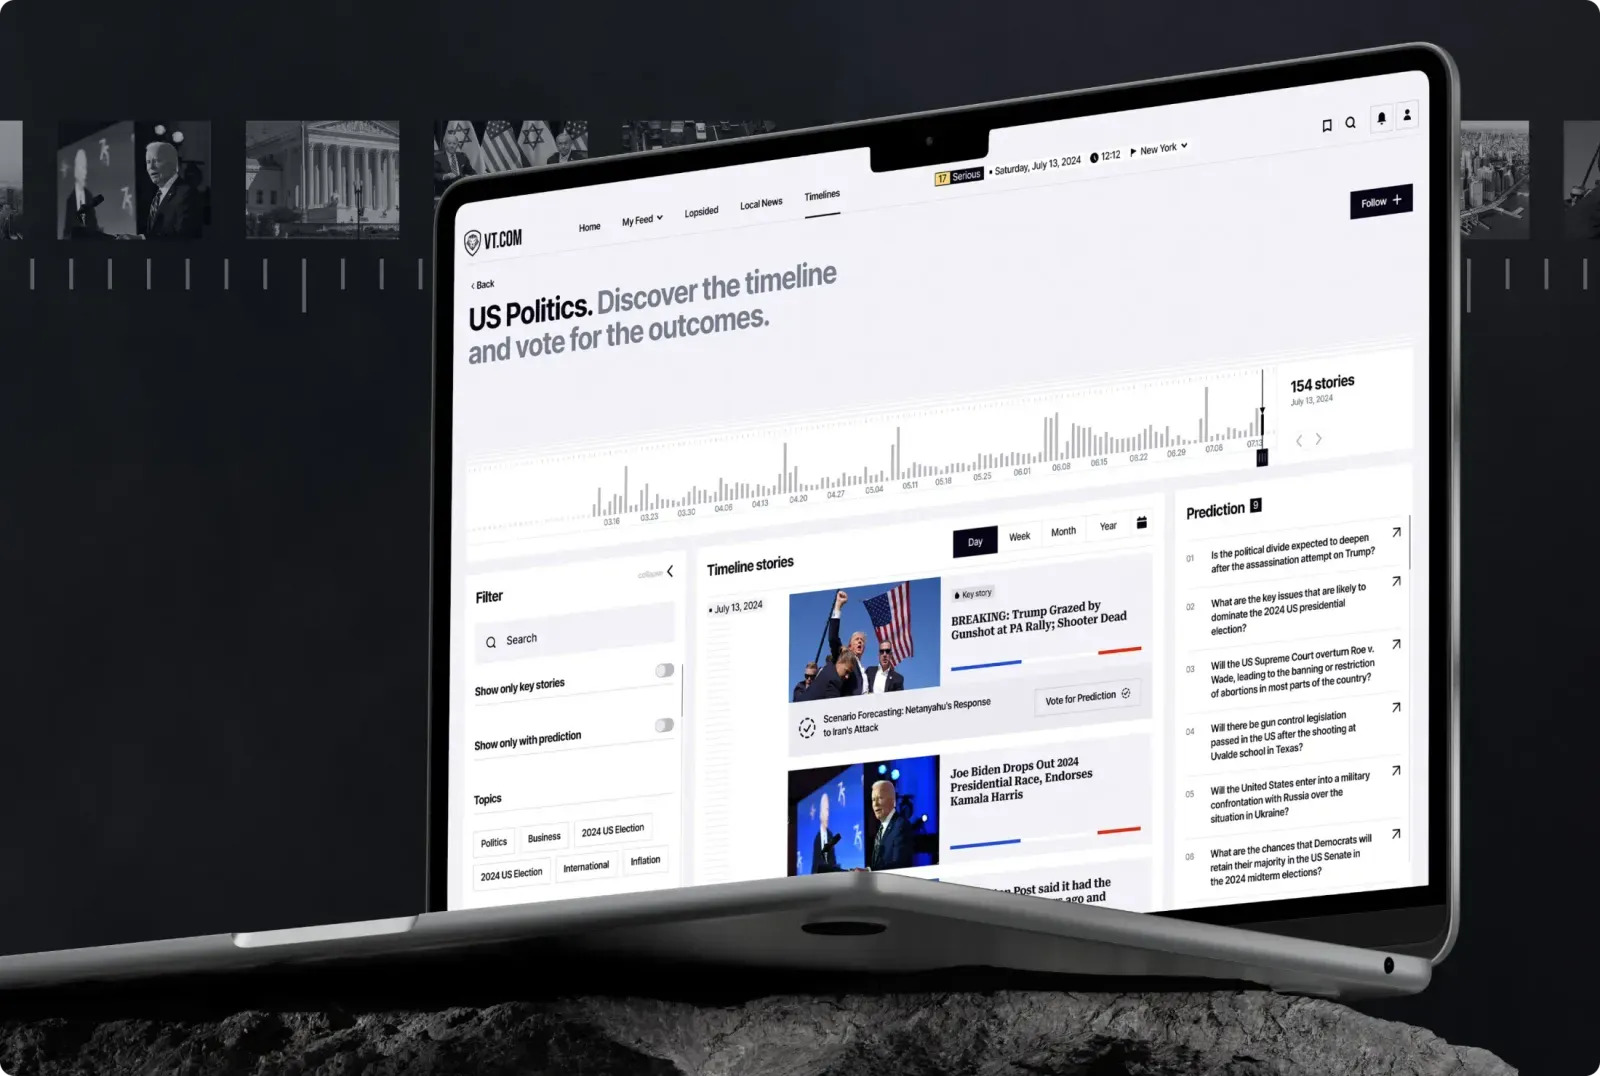 17 Serious
Saturday, July 13, 2024
12:12
New York
VT.COM
Home
My Feed
Lopsided
Local News
Timelines
Follow +
Back
US Politics. Discover the timeline
and vote for the outcomes.
154 stories
July 13, 2024
03.16
03.23
03.30
04.06
04.13
04.20
04.27
05.04
05.11
05.18
05.25
06.01
06.08
06.15
06.22
06.29
07.08
07.13
Filter
collapse
Search
Show only key stories
Show only with prediction
Topics
Politics
Business
2024 US Election
2024 US Election
International
Inflation
Timeline stories
Day
Week
Month
Year
July 13, 2024
Key story
BREAKING: Trump Grazed by
Gunshot at PA Rally; Shooter Dead
Scenario Forecasting: Netanyahu's Response
to Iran's Attack
Vote for Prediction
Joe Biden Drops Out 2024
Presidential Race, Endorses
Kamala Harris
Post said it had the
ago and
Prediction 9
01
Is the political divide expected to deepen
after the assassination attempt on Trump?
02
What are the key issues that are likely to
dominate the 2024 US presidential
election?
03
Will the US Supreme Court overturn Roe v.
Wade, leading to the banning or restriction
of abortions in most parts of the country?
04
Will there be gun control legislation
passed in the US after the shooting at
Uvalde school in Texas?
05
Will the United States enter into a military
confrontation with Russia over the
situation in Ukraine?
06
What are the chances that Democrats will
retain their majority in the US Senate in
the 2024 midterm elections?